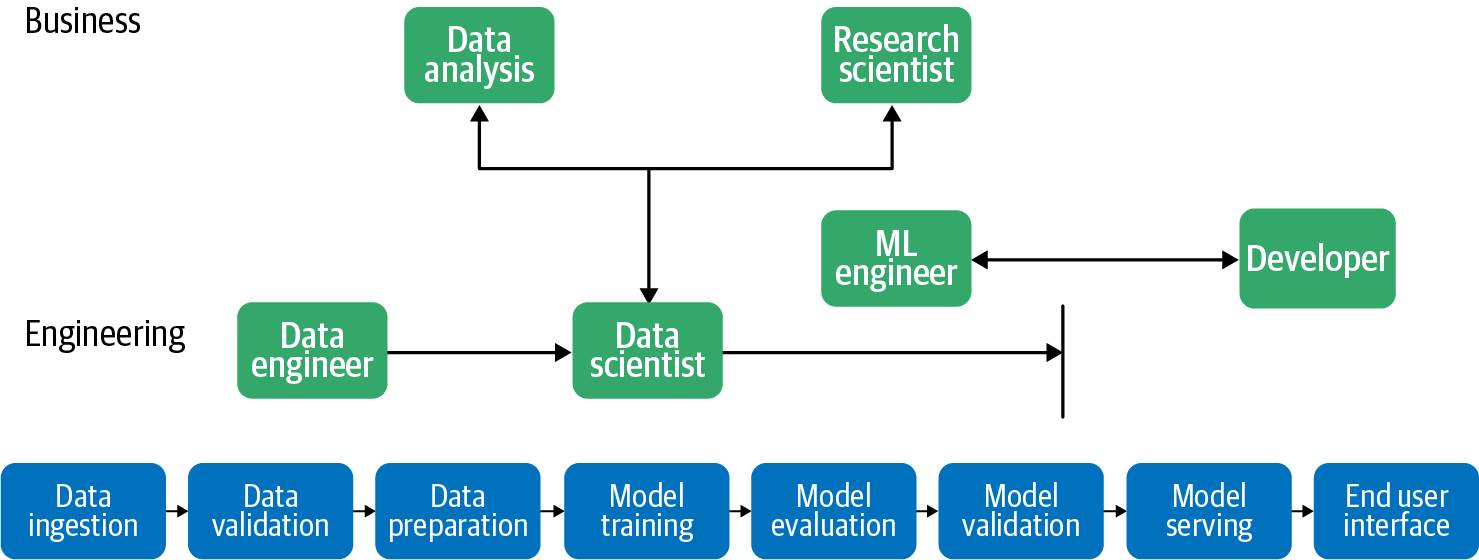 Business
Data
analysis
Research
scientist
ML
engineer
Developer
Engineering
Data
engineer
Data
scientist
Data
ingestion
Data
validation
Data
preparation
Model
training
Model
evaluation
Model
validation
Model
serving
End user
interface